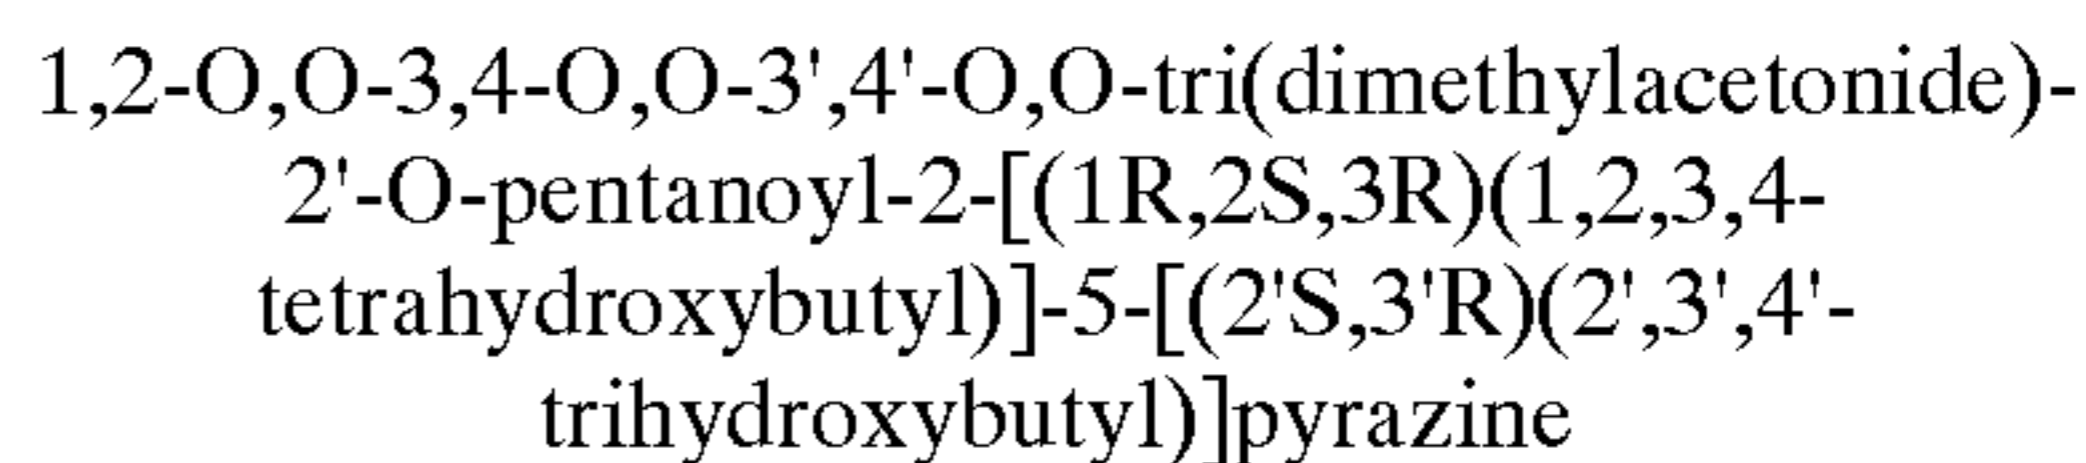 1,2-O,O-3,4-O,O-3',4'-O,O-tri(dimethylacetonide)-
2'-O-pentanoyl-2-[(1R,2S,3R)(1,2,3,4-
tetrahydroxybutyl)]-5-[(2'S,3'R)(2',3',4'-
trihydroxybutyl)]pyrazine